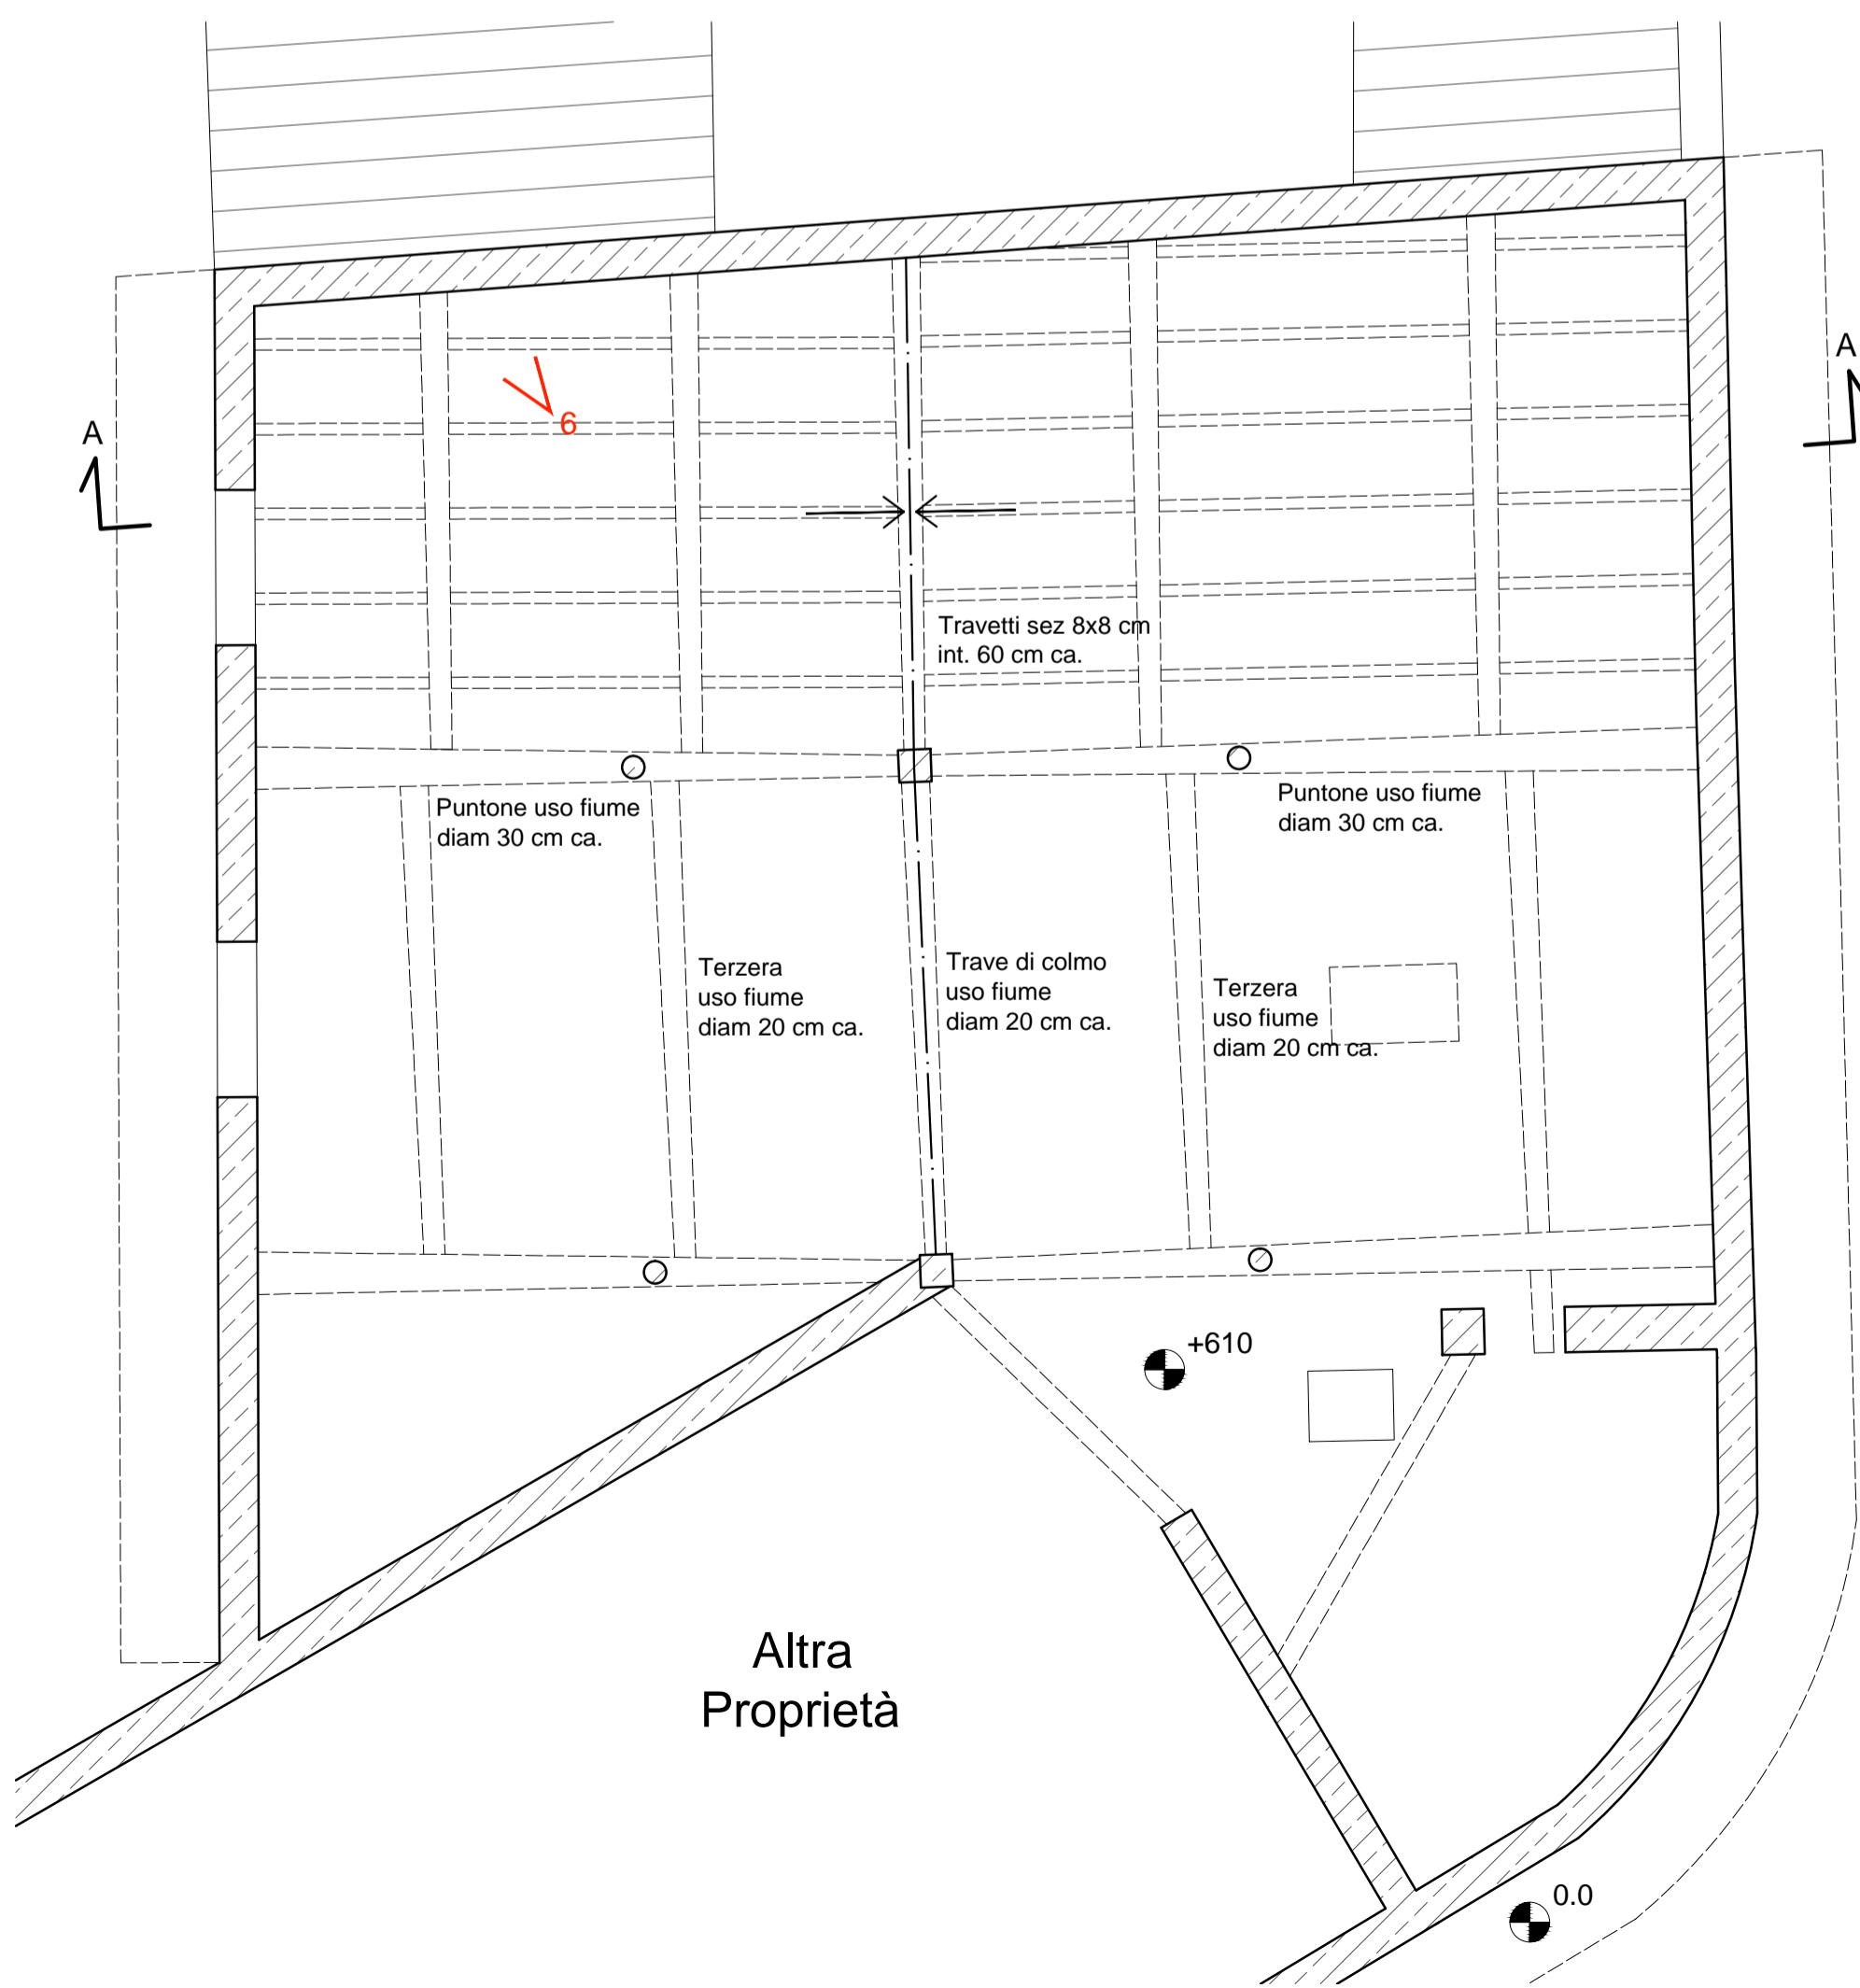 A
A
6
Travetti sez 8x8 cm
int. 60 cm ca.
Puntone uso fiume
diam 30 cm ca.
Puntone uso fiume
diam 30 cm ca.
Terzera
uso fiume
diam 20 cm ca.
Trave di colmo
uso fiume
diam 20 cm ca.
Terzera
uso fiume
diam 20 cm ca.
+610
Altra
Proprietà
0.0